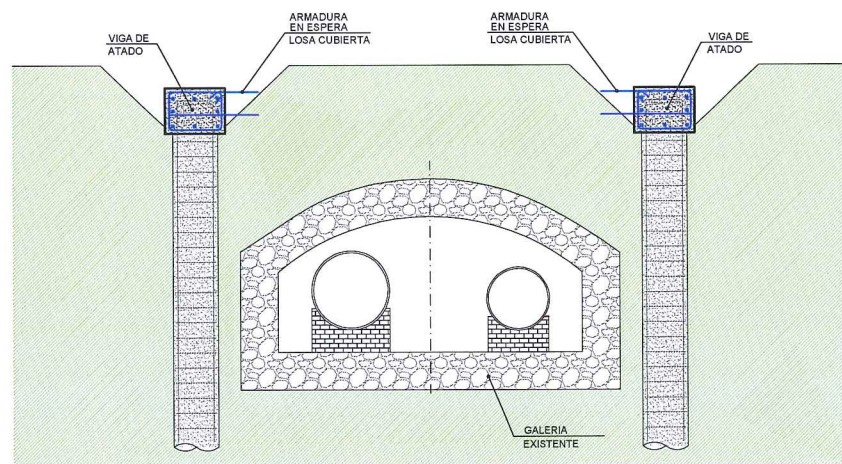 ARMADURA
EN ESPERA
LOSA CUBIERTA
VIGA DE
ATADO
ARMADURA
EN ESPERA
LOSA CUBIERTA
VIGA DE
ATADO
GALERIA
EXISTENTE